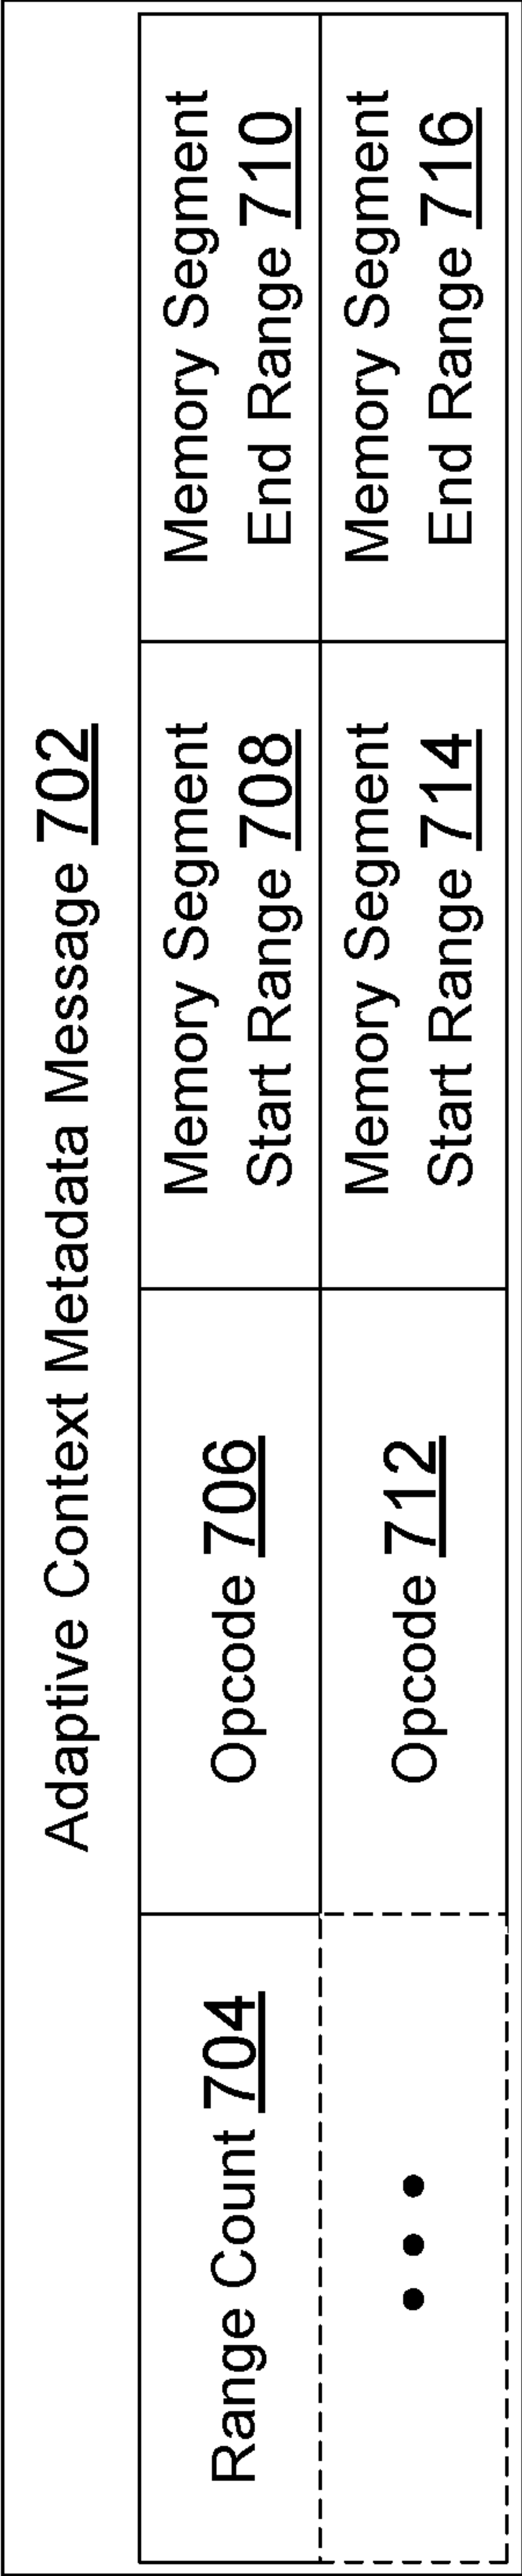 Adaptive Context Metadata Message 702
Range Count 704
Opcode 706
Memory Segment
Start Range 708
Memory Segment
End Range 710
• • •
Opcode 712
Memory Segment
Start Range 714
Memory Segment
End Range 716